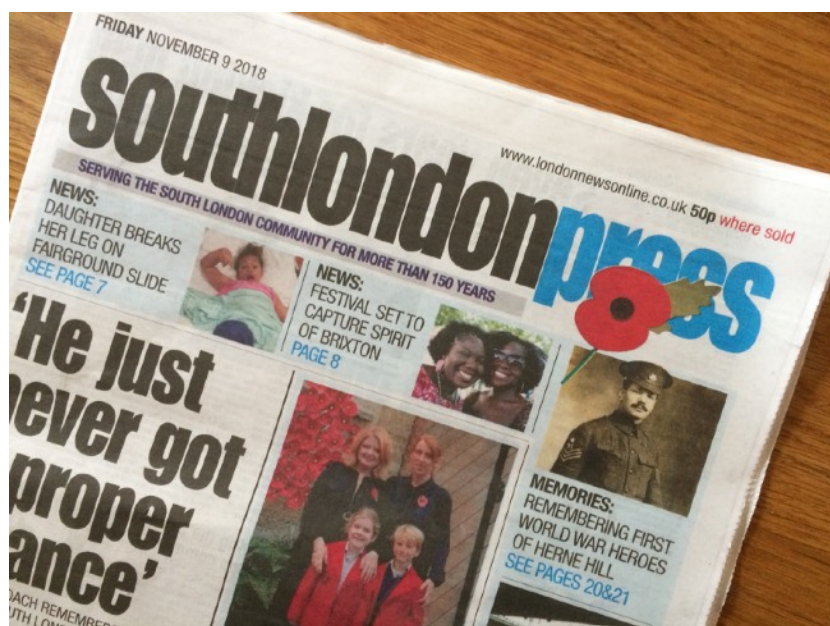 FRIDAY NOVEMBER 9 2018
southlondonpress
www.londonnewsonline.co.uk 50p where sold
SERVING THE SOUTH LONDON COMMUNITY FOR MORE THAN 150 YEARS
NEWS:
DAUGHTER BREAKS
HER LEG ON
FAIRGROUND SLIDE
SEE PAGE 7
NEWS:
FESTIVAL SET TO
CAPTURE SPIRIT
OF BRIXTON
PAGE 8
MEMORIES:
REMEMBERING FIRST
WORLD WAR HEROES
OF HERNE HILL
SEE PAGES 20&21
'He just
never got
proper
ance'